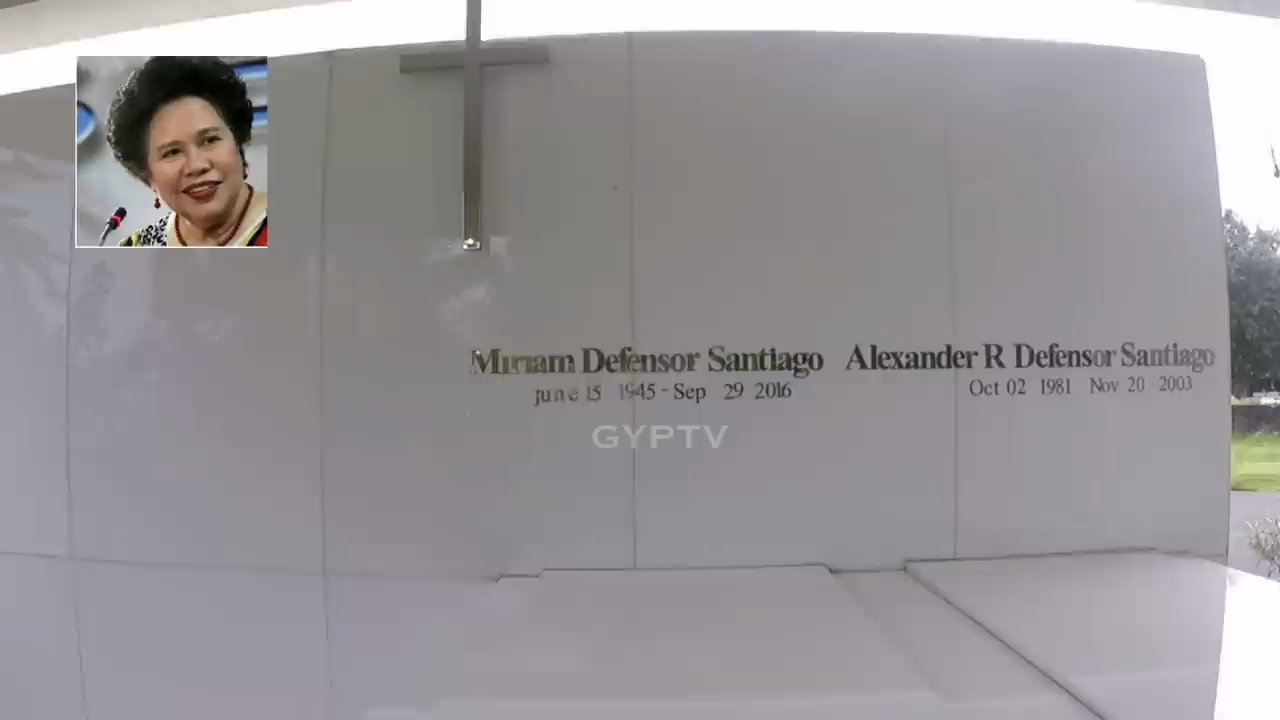 Miriam Defensor Santiago
june 15 1945 - Sep 29 2016
Alexander R Defensor Santiago
Oct 02 1981 Nov 20 2003
GYPTV